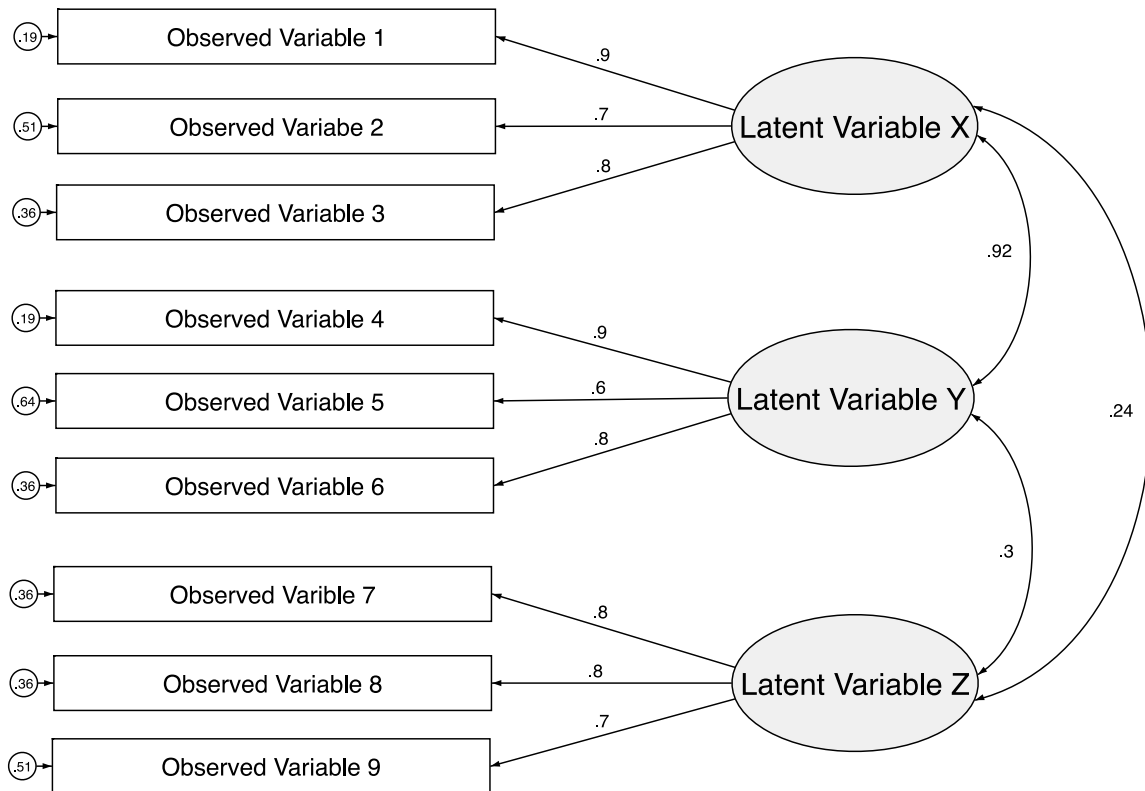 .19
Observed Variable 1
.9
.51
Observed Variabe 2
.7
Latent Variable X
.36
Observed Variable 3
.8
.92
.19
Observed Variable 4
.9
.64
Observed Variable 5
.6
Latent Variable Y
.24
.36
Observed Variable 6
.8
.3
.36
Observed Varible 7
.8
.36
Observed Variable 8
.8
Latent Variable Z
.51
Observed Variable 9
.7